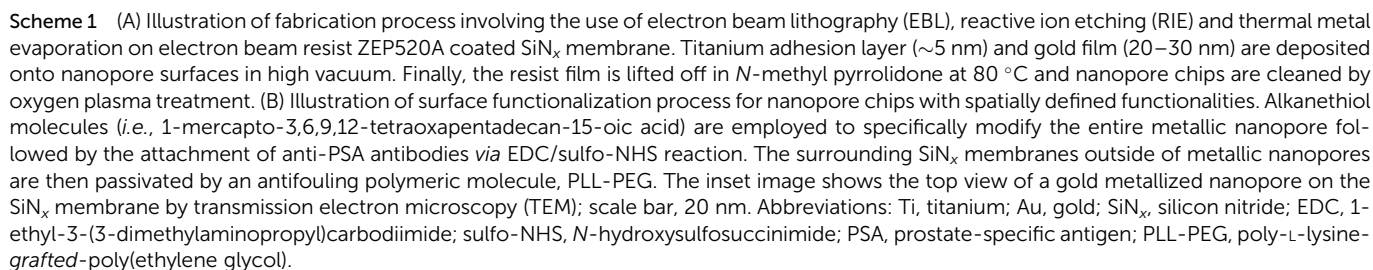 Scheme 1 (A) Illustration of fabrication process involving the use of electron beam lithography (EBL), reactive ion etching (RIE) and thermal metal
evaporation on electron beam resist ZEP520A coated SiNₓ membrane. Titanium adhesion layer (∼5 nm) and gold film (20–30 nm) are deposited
onto nanopore surfaces in high vacuum. Finally, the resist film is lifted off in N-methyl pyrrolidone at 80 °C and nanopore chips are cleaned by
oxygen plasma treatment. (B) Illustration of surface functionalization process for nanopore chips with spatially defined functionalities. Alkanethiol
molecules (i.e., 1-mercapto-3,6,9,12-tetraoxapentadecan-15-oic acid) are employed to specifically modify the entire metallic nanopore fol-
lowed by the attachment of anti-PSA antibodies via EDC/sulfo-NHS reaction. The surrounding SiNₓ membranes outside of metallic nanopores
are then passivated by an antifouling polymeric molecule, PLL-PEG. The inset image shows the top view of a gold metallized nanopore on the
SiNₓ membrane by transmission electron microscopy (TEM); scale bar, 20 nm. Abbreviations: Ti, titanium; Au, gold; SiNₓ, silicon nitride; EDC, 1-
ethyl-3-(3-dimethylaminopropyl)carbodiimide; sulfo-NHS, N-hydroxysulfosuccinimide; PSA, prostate-specific antigen; PLL-PEG, poly-L-lysine-
grafted-poly(ethylene glycol).